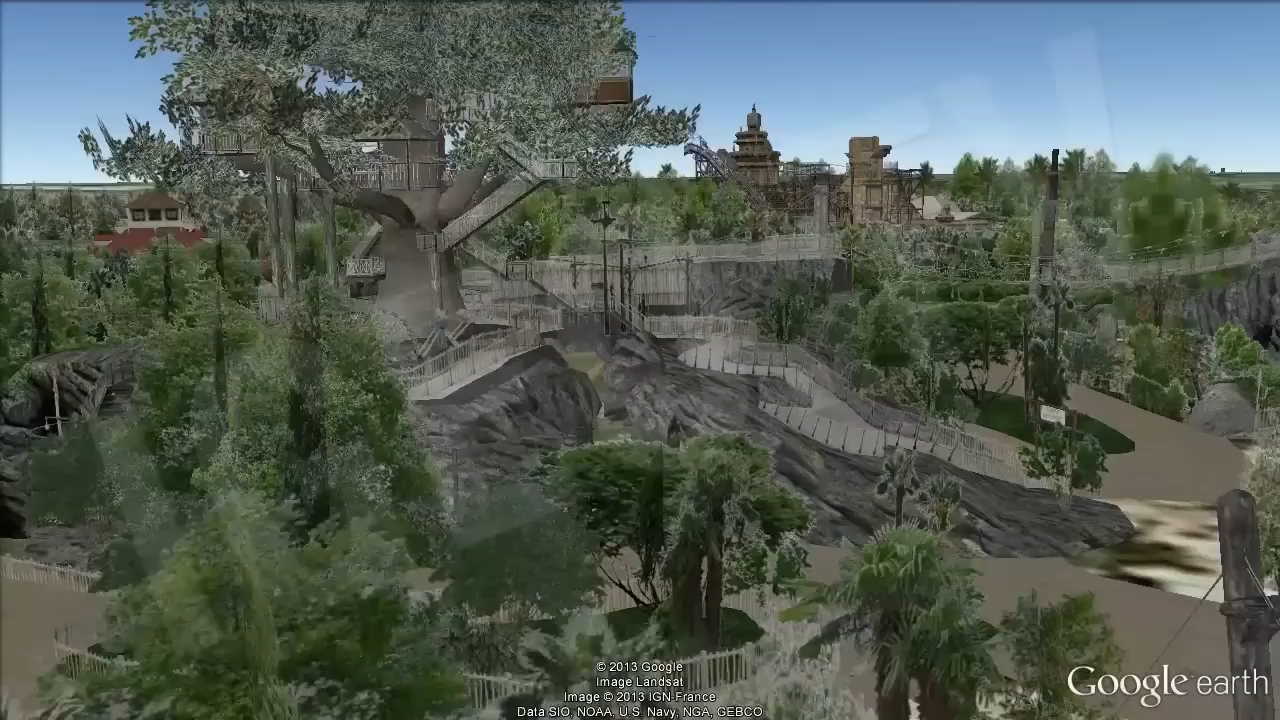 © 2013 Google
Image Landsat
Image © 2013 IGN-France
Data SIO, NOAA, U.S. Navy, NGA, GEBCO
Google earth